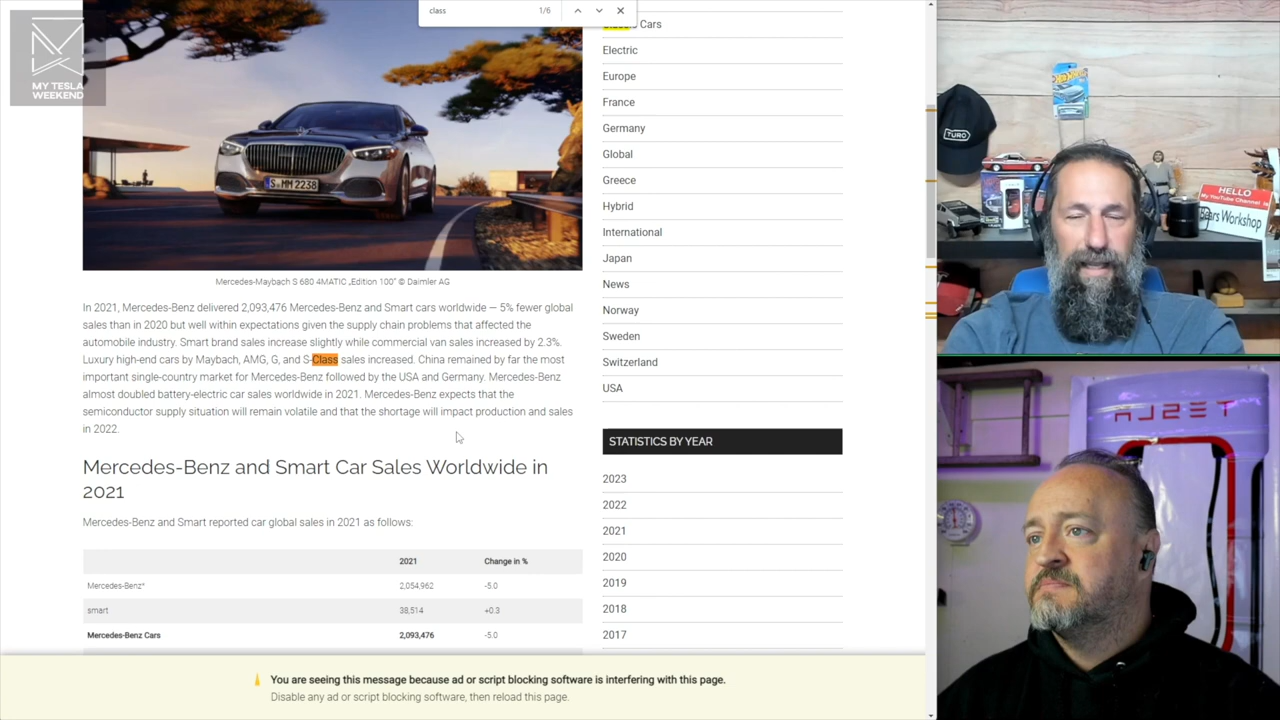 class 1/6
MY TESLA
WEEKEND
S MM 2238
Mercedes-Maybach S 680 4MATIC „Edition 100“ © Daimler AG
In 2021, Mercedes-Benz delivered 2,093,476 Mercedes-Benz and Smart cars worldwide — 5% fewer global
sales than in 2020 but well within expectations given the supply chain problems that affected the
automobile industry. Smart brand sales increase slightly while commercial van sales increased by 2.3%.
Luxury high-end cars by Maybach, AMG, G, and S-Class sales increased. China remained by far the most
important single-country market for Mercedes-Benz followed by the USA and Germany. Mercedes-Benz
almost doubled battery-electric car sales worldwide in 2021. Mercedes-Benz expects that the
semiconductor supply situation will remain volatile and that the shortage will impact production and sales
in 2022.
Mercedes-Benz and Smart Car Sales Worldwide in
2021
Mercedes-Benz and Smart reported car global sales in 2021 as follows:
2021 Change in %
Mercedes-Benz* 2,054,962 -5.0
smart 38,514 +0.3
Mercedes-Benz Cars 2,093,476 -5.0
Cars
Electric
Europe
France
Germany
Global
Greece
Hybrid
International
Japan
News
Norway
Sweden
Switzerland
USA
STATISTICS BY YEAR
2023
2022
2021
2020
2019
2018
2017
You are seeing this message because ad or script blocking software is interfering with this page.
Disable any ad or script blocking software, then reload this page.
TURO
Hot Wheels
HELLO
My YouTube Channel is
Bears Workshop
TESLA